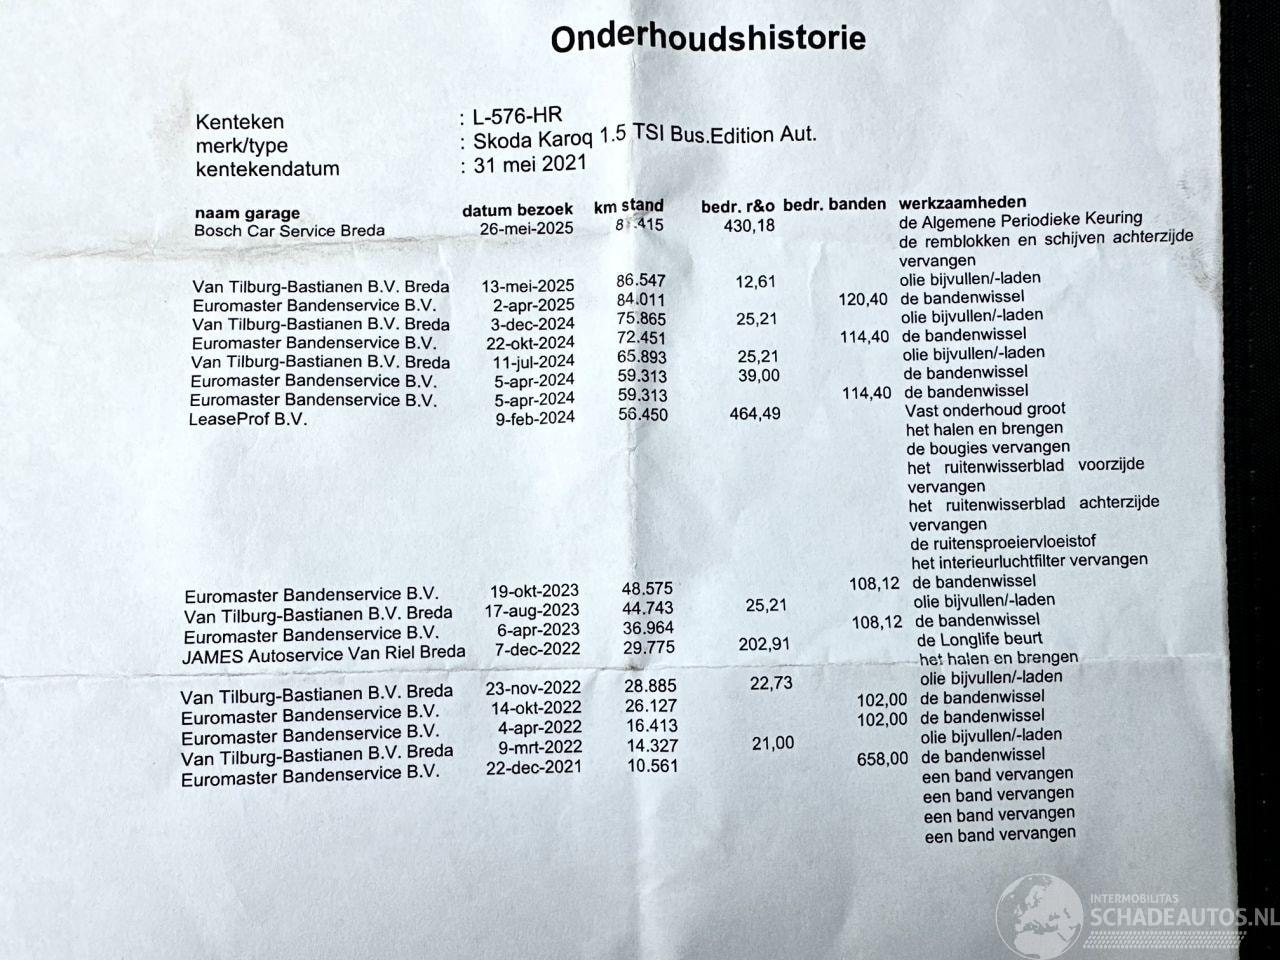 Onderhoudshistorie
Kenteken : L-576-HR
merk/type : Skoda Karoq 1.5 TSI Bus.Edition Aut.
kentekendatum : 31 mei 2021
naam garage datum bezoek km stand bedr. r&o bedr. banden werkzaamheden
Bosch Car Service Breda 26-mei-2025 430,18 de Algemene Periodieke Keuring
de remblokken en schijven achterzijde
vervangen
Van Tilburg-Bastianen B.V. Breda 13-mei-2025 86.547 12,61 olie bijvullen/-laden
Euromaster Bandenservice B.V. 2-apr-2025 84.011 120,40 de bandenwissel
Van Tilburg-Bastianen B.V. Breda 3-dec-2024 75.865 25,21 olie bijvullen/-laden
Euromaster Bandenservice B.V. 22-okt-2024 72.451 114,40 de bandenwissel
Van Tilburg-Bastianen B.V. Breda 11-jul-2024 65.893 25,21 olie bijvullen/-laden
Euromaster Bandenservice B.V. 5-apr-2024 59.313 39,00 de bandenwissel
Euromaster Bandenservice B.V. 5-apr-2024 59.313 114,40 de bandenwissel
LeaseProf B.V. 9-feb-2024 56.450 464,49 Vast onderhoud groot
het halen en brengen
de bougies vervangen
het ruitenwisserblad voorzijde
vervangen
het ruitenwisserblad achterzijde
vervangen
de ruitensproeiervloeistof
het interieurluchtfilter vervangen
Euromaster Bandenservice B.V. 19-okt-2023 48.575 108,12 de bandenwissel
Van Tilburg-Bastianen B.V. Breda 17-aug-2023 44.743 25,21 olie bijvullen/-laden
Euromaster Bandenservice B.V. 6-apr-2023 36.964 108,12 de bandenwissel
JAMES Autoservice Van Riel Breda 7-dec-2022 29.775 202,91 de Longlife beurt
het halen en brengen
Van Tilburg-Bastianen B.V. Breda 23-nov-2022 28.885 22,73 olie bijvullen/-laden
Euromaster Bandenservice B.V. 14-okt-2022 26.127 102,00 de bandenwissel
Euromaster Bandenservice B.V. 4-apr-2022 16.413 102,00 de bandenwissel
Van Tilburg-Bastianen B.V. Breda 9-mrt-2022 14.327 21,00 olie bijvullen/-laden
Euromaster Bandenservice B.V. 22-dec-2021 10.561 658,00 de bandenwissel
een band vervangen
een band vervangen
een band vervangen
een band vervangen
INTERMOBILITAS
SCHADEAUTOS.NL